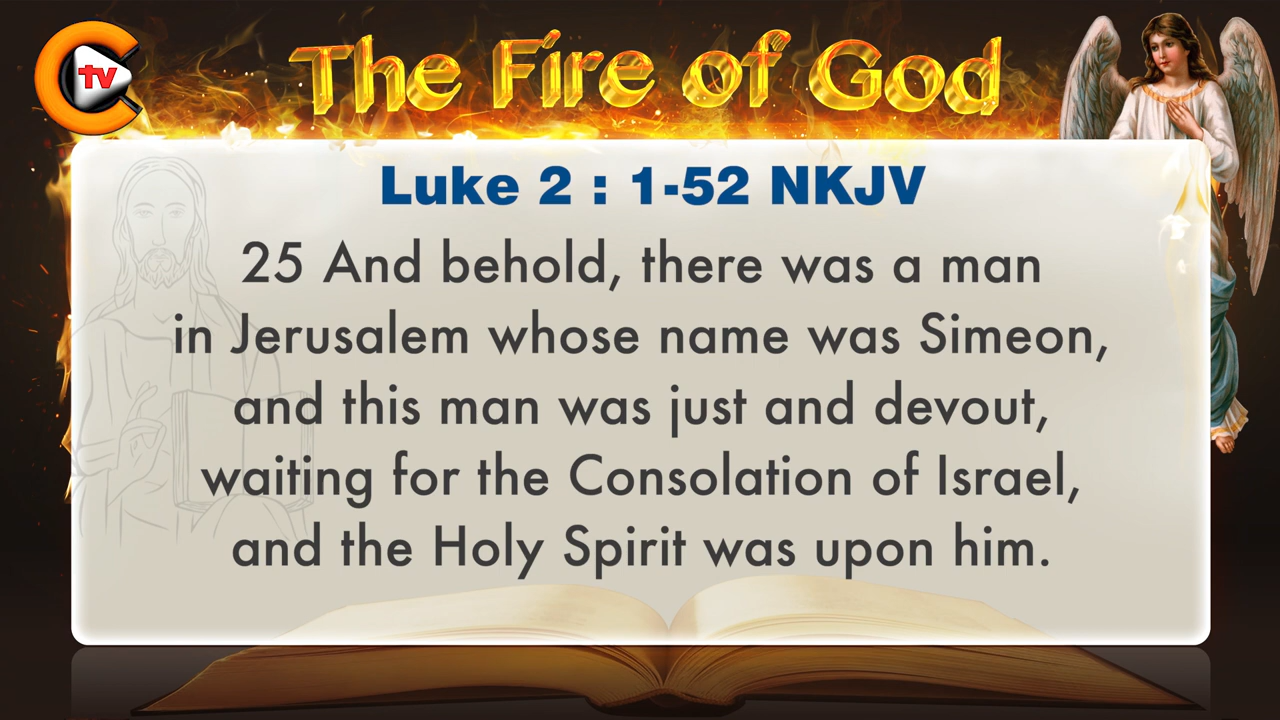 tv
The Fire of God
Luke 2 : 1-52 NKJV
25 And behold, there was a man
in Jerusalem whose name was Simeon,
and this man was just and devout,
waiting for the Consolation of Israel,
and the Holy Spirit was upon him.